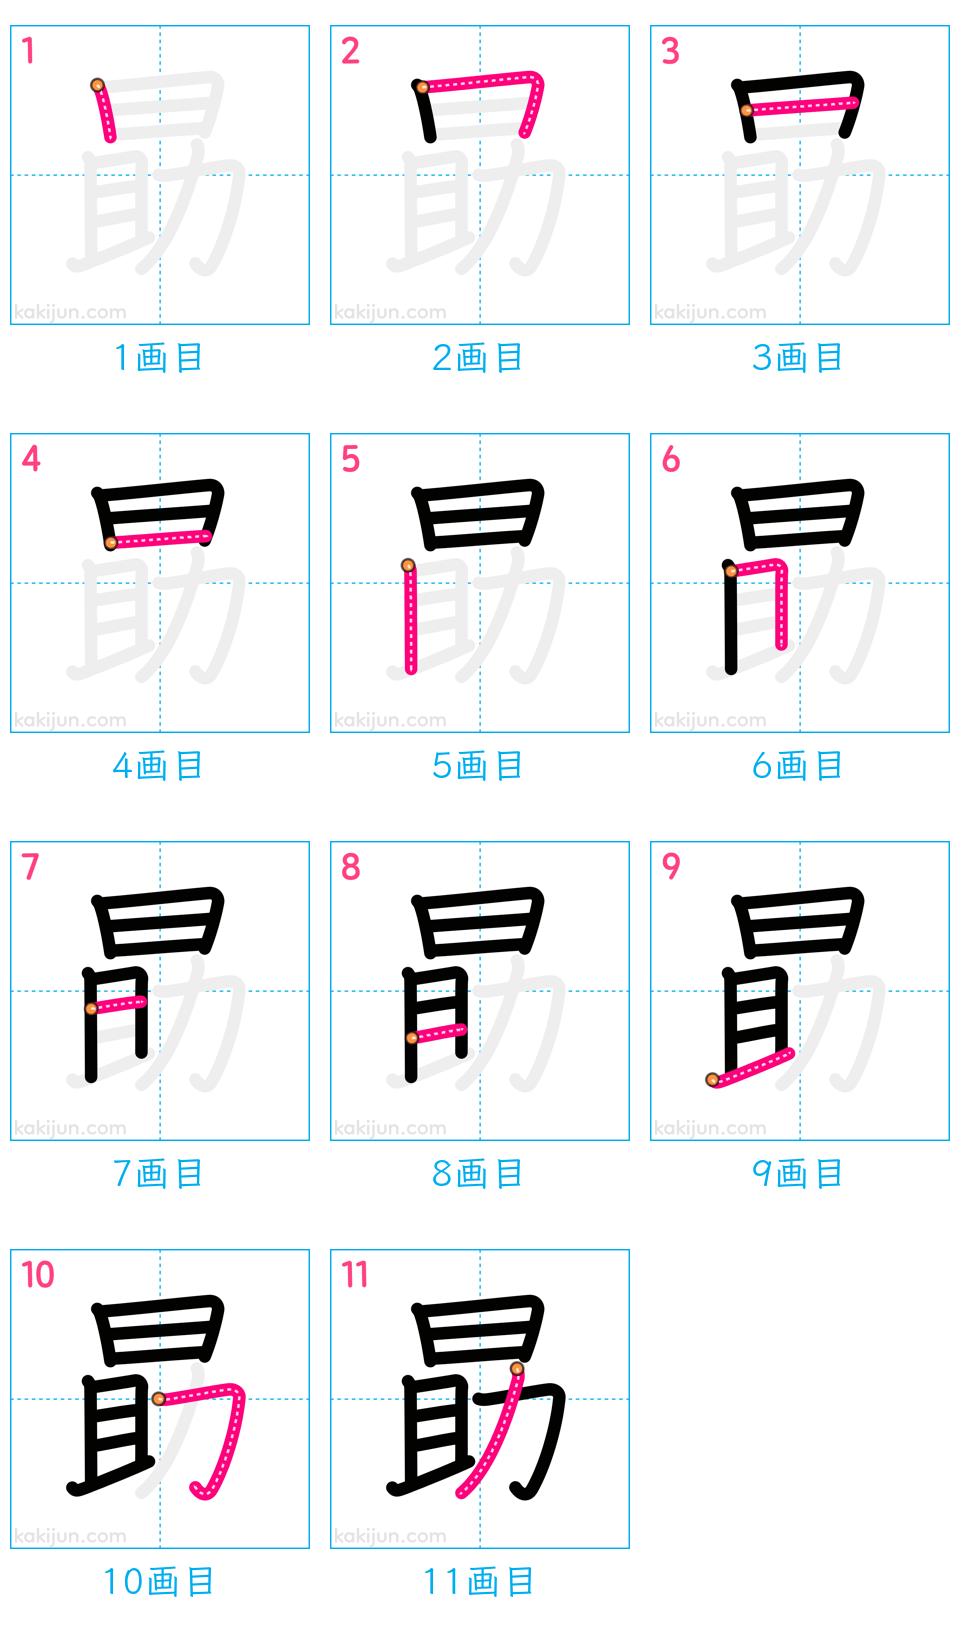 1 2 3
kakijun.com kakijun.com kakijun.com
1画目 2画目 3画目
4 5 6
kakijun.com kakijun.com kakijun.com
4画目 5画目 6画目
7 8 9
kakijun.com kakijun.com kakijun.com
7画目 8画目 9画目
10 11
勗 勗
kakijun.com kakijun.com
10画目 11画目